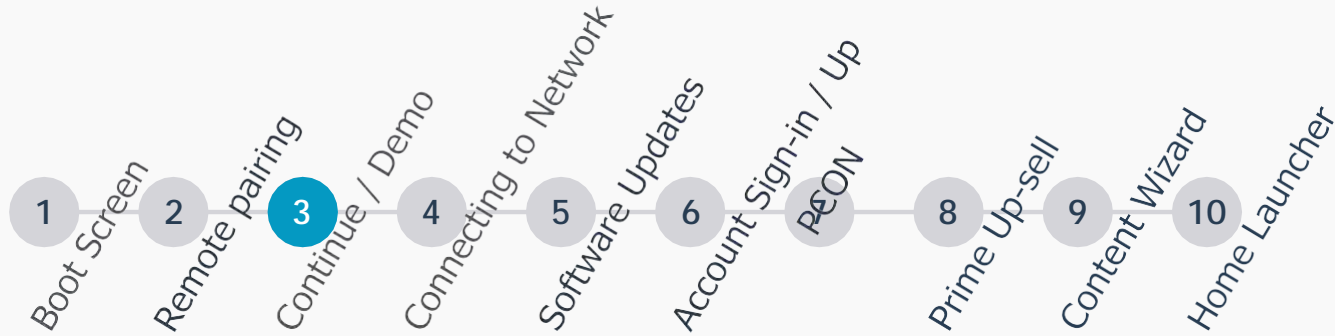 1
Boot Screen
2
Remote pairing
3
Continue / Demo
4
Connecting to Network
5
Software Updates
6
Account Sign-in / Up
7
PCON
8
Prime Up-sell
9
Content Wizard
10
Home Launcher